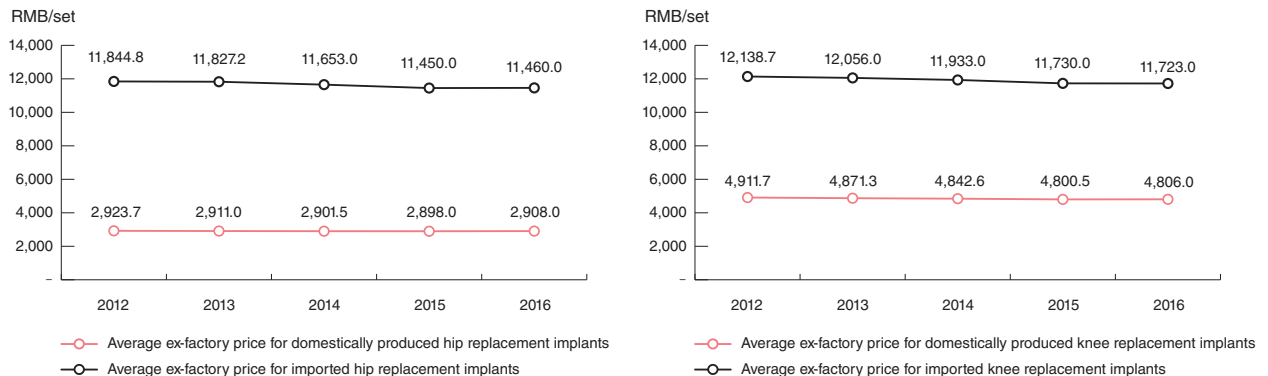 RMB/set
14,000
12,000
10,000
8,000
6,000
4,000
2,000
–
11,844.8 11,827.2 11,653.0 11,450.0 11,460.0
2,923.7 2,911.0 2,901.5 2,898.0 2,908.0
2012 2013 2014 2015 2016
Average ex-factory price for domestically produced hip replacement implants
Average ex-factory price for imported hip replacement implants
RMB/set
14,000
12,000
10,000
8,000
6,000
4,000
2,000
–
12,138.7 12,056.0 11,933.0 11,730.0 11,723.0
4,911.7 4,871.3 4,842.6 4,800.5 4,806.0
2012 2013 2014 2015 2016
Average ex-factory price for domestically produced knee replacement implants
Average ex-factory price for imported knee replacement implants